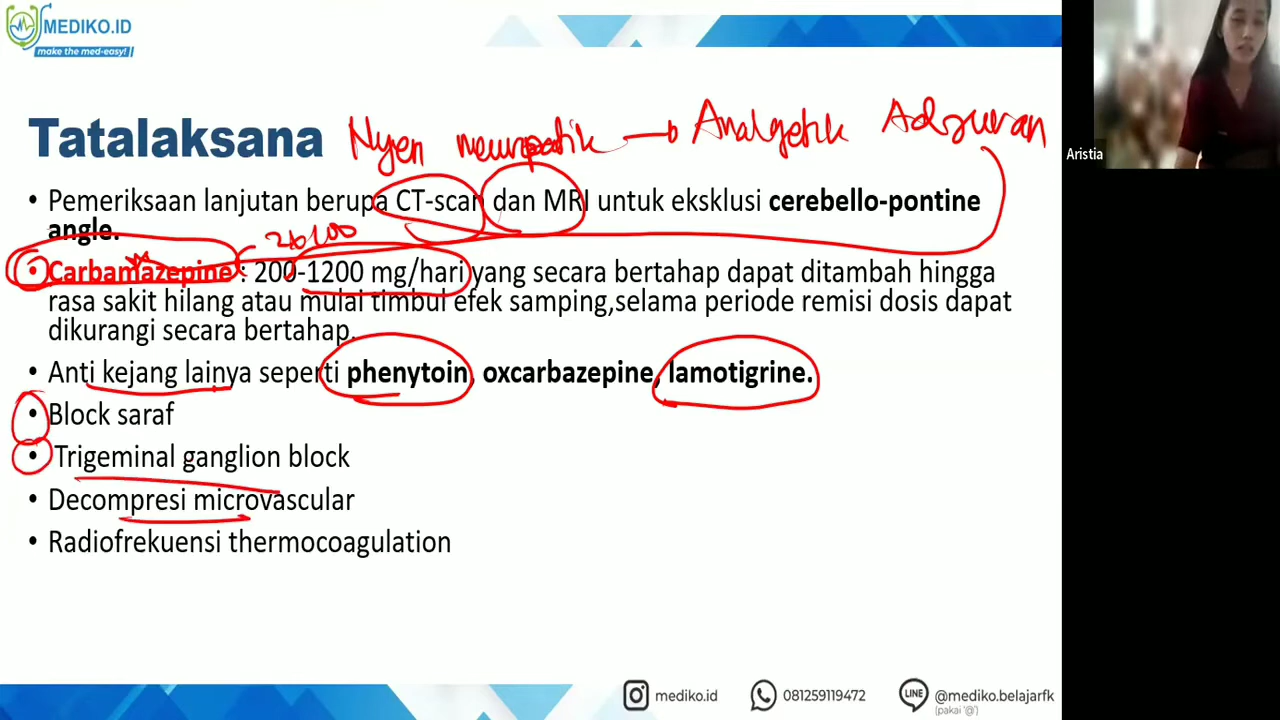 MEDIKO.ID
make the med-easy!
Tatalaksana
Nyeri neuropatik → Analgetik Adjuvan
Aristia
• Pemeriksaan lanjutan berupa CT-scan dan MRI untuk eksklusi cerebello-pontine
angle.
• Carbamazepine : 200-1200 mg/hari yang secara bertahap dapat ditambah hingga
rasa sakit hilang atau mulai timbul efek samping,selama periode remisi dosis dapat
dikurangi secara bertahap.
• Anti kejang lainya seperti phenytoin, oxcarbazepine, lamotigrine.
• Block saraf
• Trigeminal ganglion block
• Decompresi microvascular
• Radiofrekuensi thermocoagulation
mediko.id
081259119472
LINE
@mediko.belajarfk
(pakai '@')